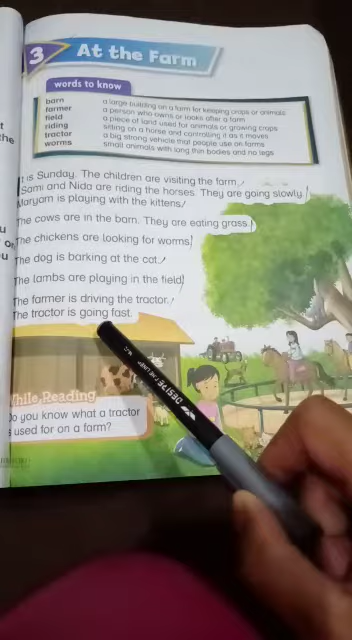 3 At the Farm
words to know
barn a large building on a farm for keeping crops or animals
farmer a person who owns or looks after a farm
field a piece of land used for animals or growing crops
riding sitting on a horse and controlling it as it moves
tractor a big strong vehicle that people use on farms
worms small animals with long thin bodies and no legs
It is Sunday. The children are visiting the farm.
Sami and Nida are riding the horses. They are going slowly.
Maryam is playing with the kittens.
The cows are in the barn. They are eating grass.
The chickens are looking for worms.
The dog is barking at the cat.
The lambs are playing in the field.
The farmer is driving the tractor.
The tractor is going fast.
While Reading
Do you know what a tractor
is used for on a farm?